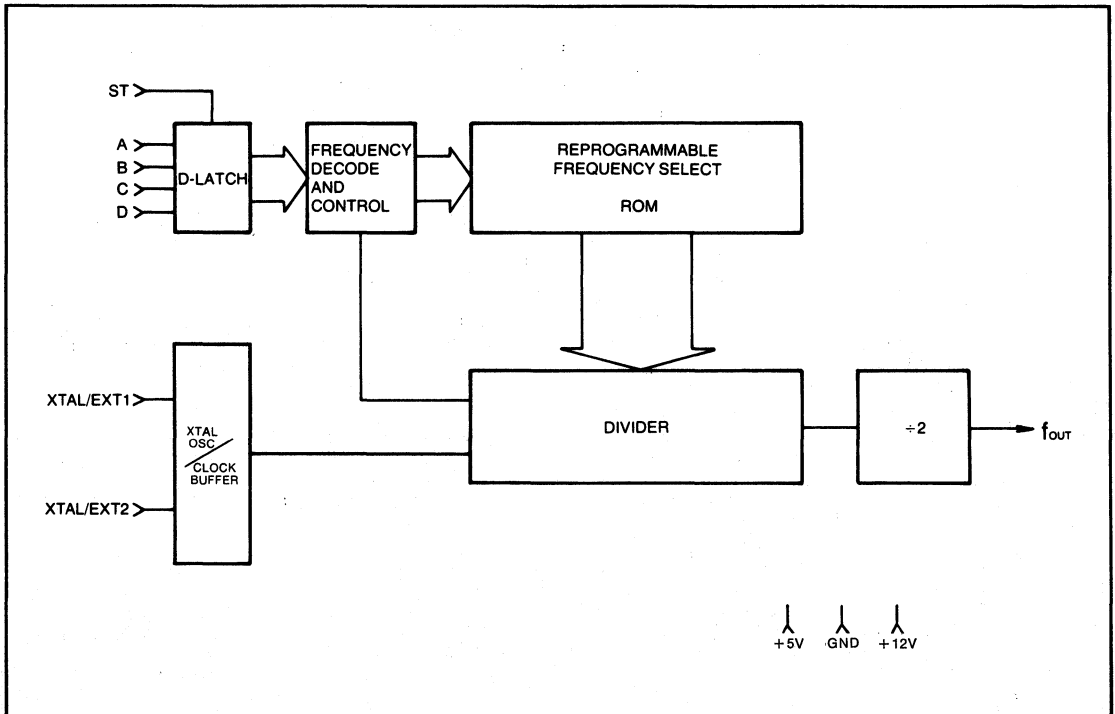 ST
A
B
C
D
D-LATCH
FREQUENCY
DECODE
AND
CONTROL
REPROGRAMMABLE
FREQUENCY SELECT
ROM
XTAL/EXT1
XTAL/EXT2
XTAL
OSC
CLOCK
BUFFER
DIVIDER
÷2
fOUT
+5V
GND
+12V